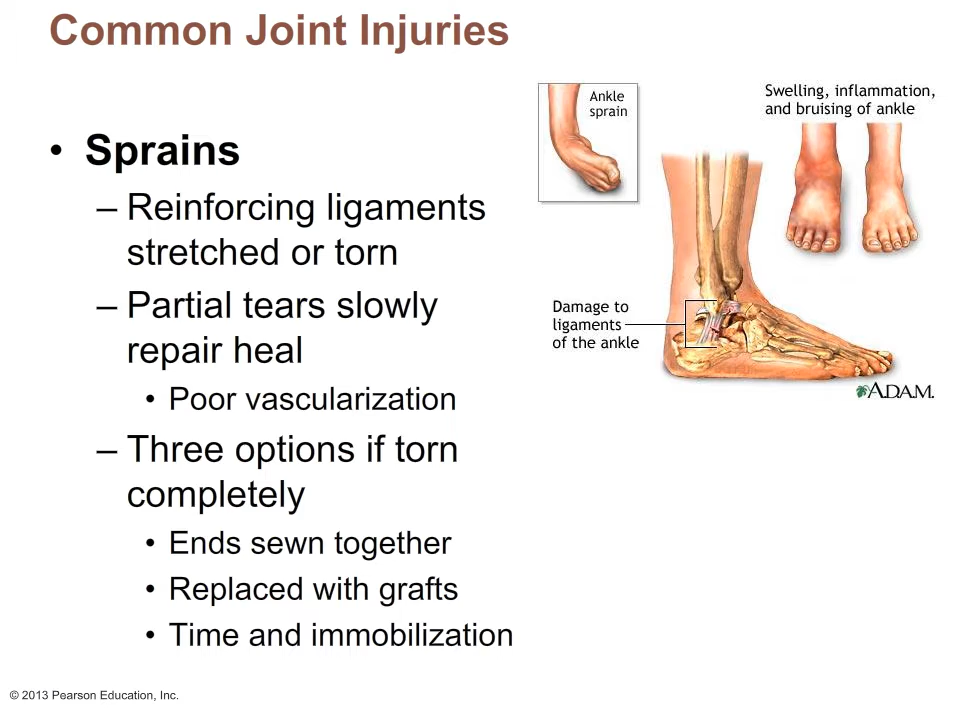 Common Joint Injuries
• Sprains
– Reinforcing ligaments
stretched or torn
– Partial tears slowly
repair heal
• Poor vascularization
– Three options if torn
completely
• Ends sewn together
• Replaced with grafts
• Time and immobilization
Ankle
sprain
Swelling, inflammation,
and bruising of ankle
Damage to
ligaments
of the ankle
A.D.A.M.
© 2013 Pearson Education, Inc.